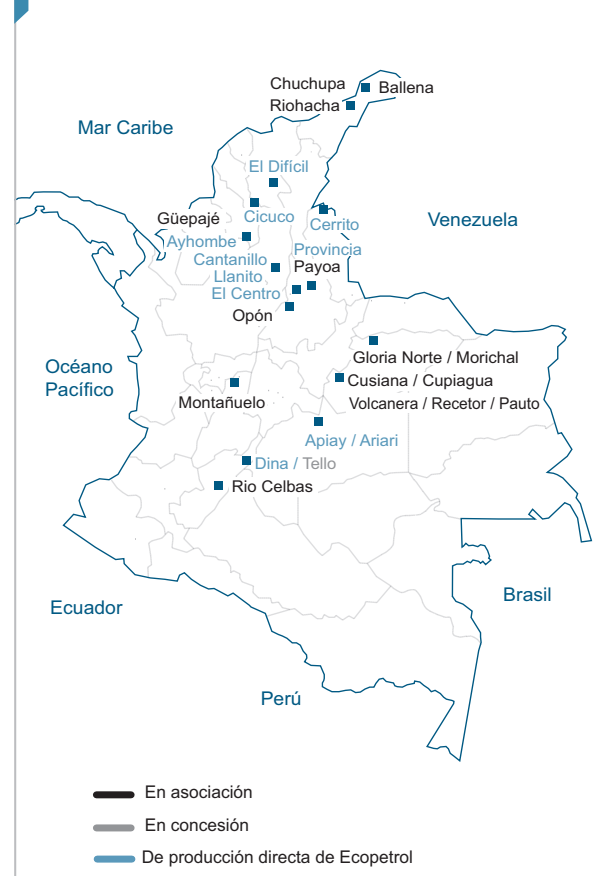 Chuchupa
Ballena
Riohacha
Mar Caribe
El Difícil
Güepajé
Cicuco
Cerrito
Venezuela
Ayhombe
Provincia
Cantanillo
Payoa
Llanito
El Centro
Opón
Gloria Norte / Morichal
Océano
Pacífico
Cusiana / Cupiagua
Montañuelo
Volcanera / Recetor / Pauto
Apiay / Ariari
Dina / Tello
Rio Celbas
Brasil
Ecuador
Perú
En asociación
En concesión
De producción directa de Ecopetrol